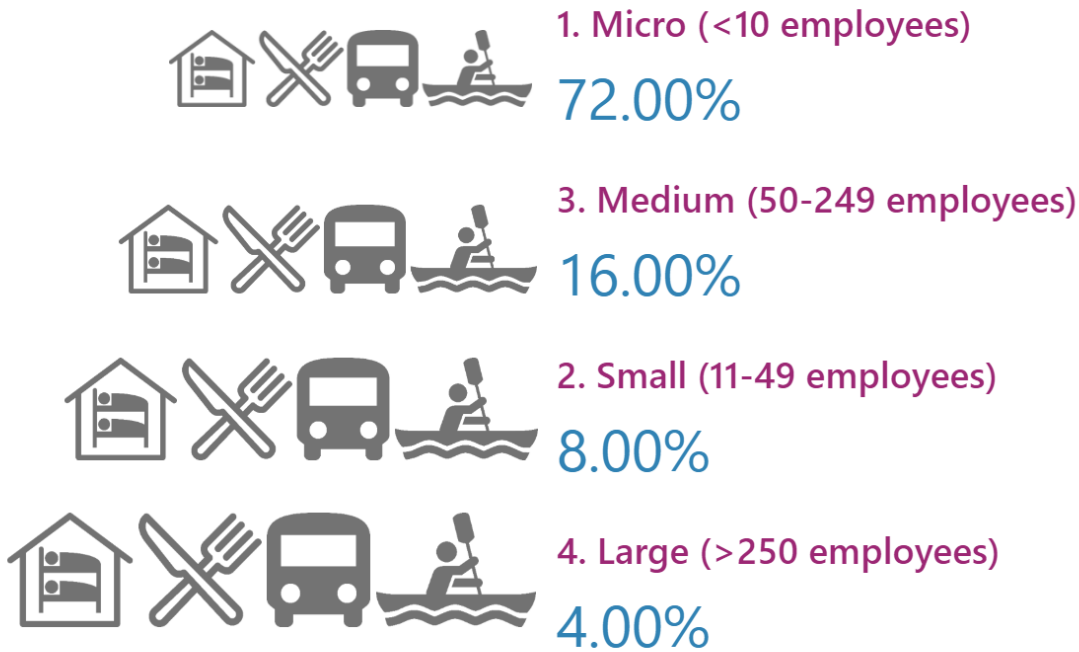 1. Micro (<10 employees)
72.00%
3. Medium (50-249 employees)
16.00%
2. Small (11-49 employees)
8.00%
4. Large (>250 employees)
4.00%